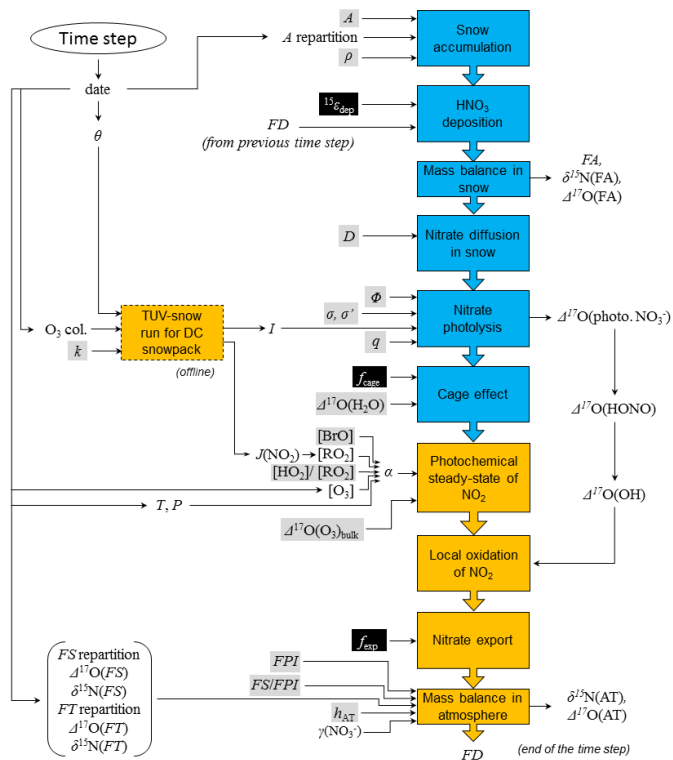 Time step
date
θ
A
A repartition
ρ
Snow
accumulation
¹⁵ε_dep
FD
(from previous time step)
HNO₃
deposition
Mass balance in
snow
FA,
δ¹⁵N(FA),
Δ¹⁷O(FA)
D
Nitrate diffusion
in snow
O₃ col.
k
TUV-snow
run for DC
snowpack
(offline)
I
Φ
σ, σ’
q
Nitrate
photolysis
Δ¹⁷O(photo. NO₃⁻)
f_cage
Δ¹⁷O(H₂O)
Cage effect
Δ¹⁷O(HONO)
[BrO]
J(NO₂)
[RO₂]
[HO₂]/ [RO₂]
[O₃]
T, P
α
Δ¹⁷O(O₃)_bulk
Photochemical
steady-state of
NO₂
Δ¹⁷O(OH)
Local oxidation
of NO₂
f_exp
Nitrate export
FS repartition
Δ¹⁷O(FS)
δ¹⁵N(FS)
FT repartition
Δ¹⁷O(FT)
δ¹⁵N(FT)
FPI
FS/FPI
h_AT
γ(NO₃⁻)
Mass balance in
atmosphere
δ¹⁵N(AT),
Δ¹⁷O(AT)
FD
(end of the time step)